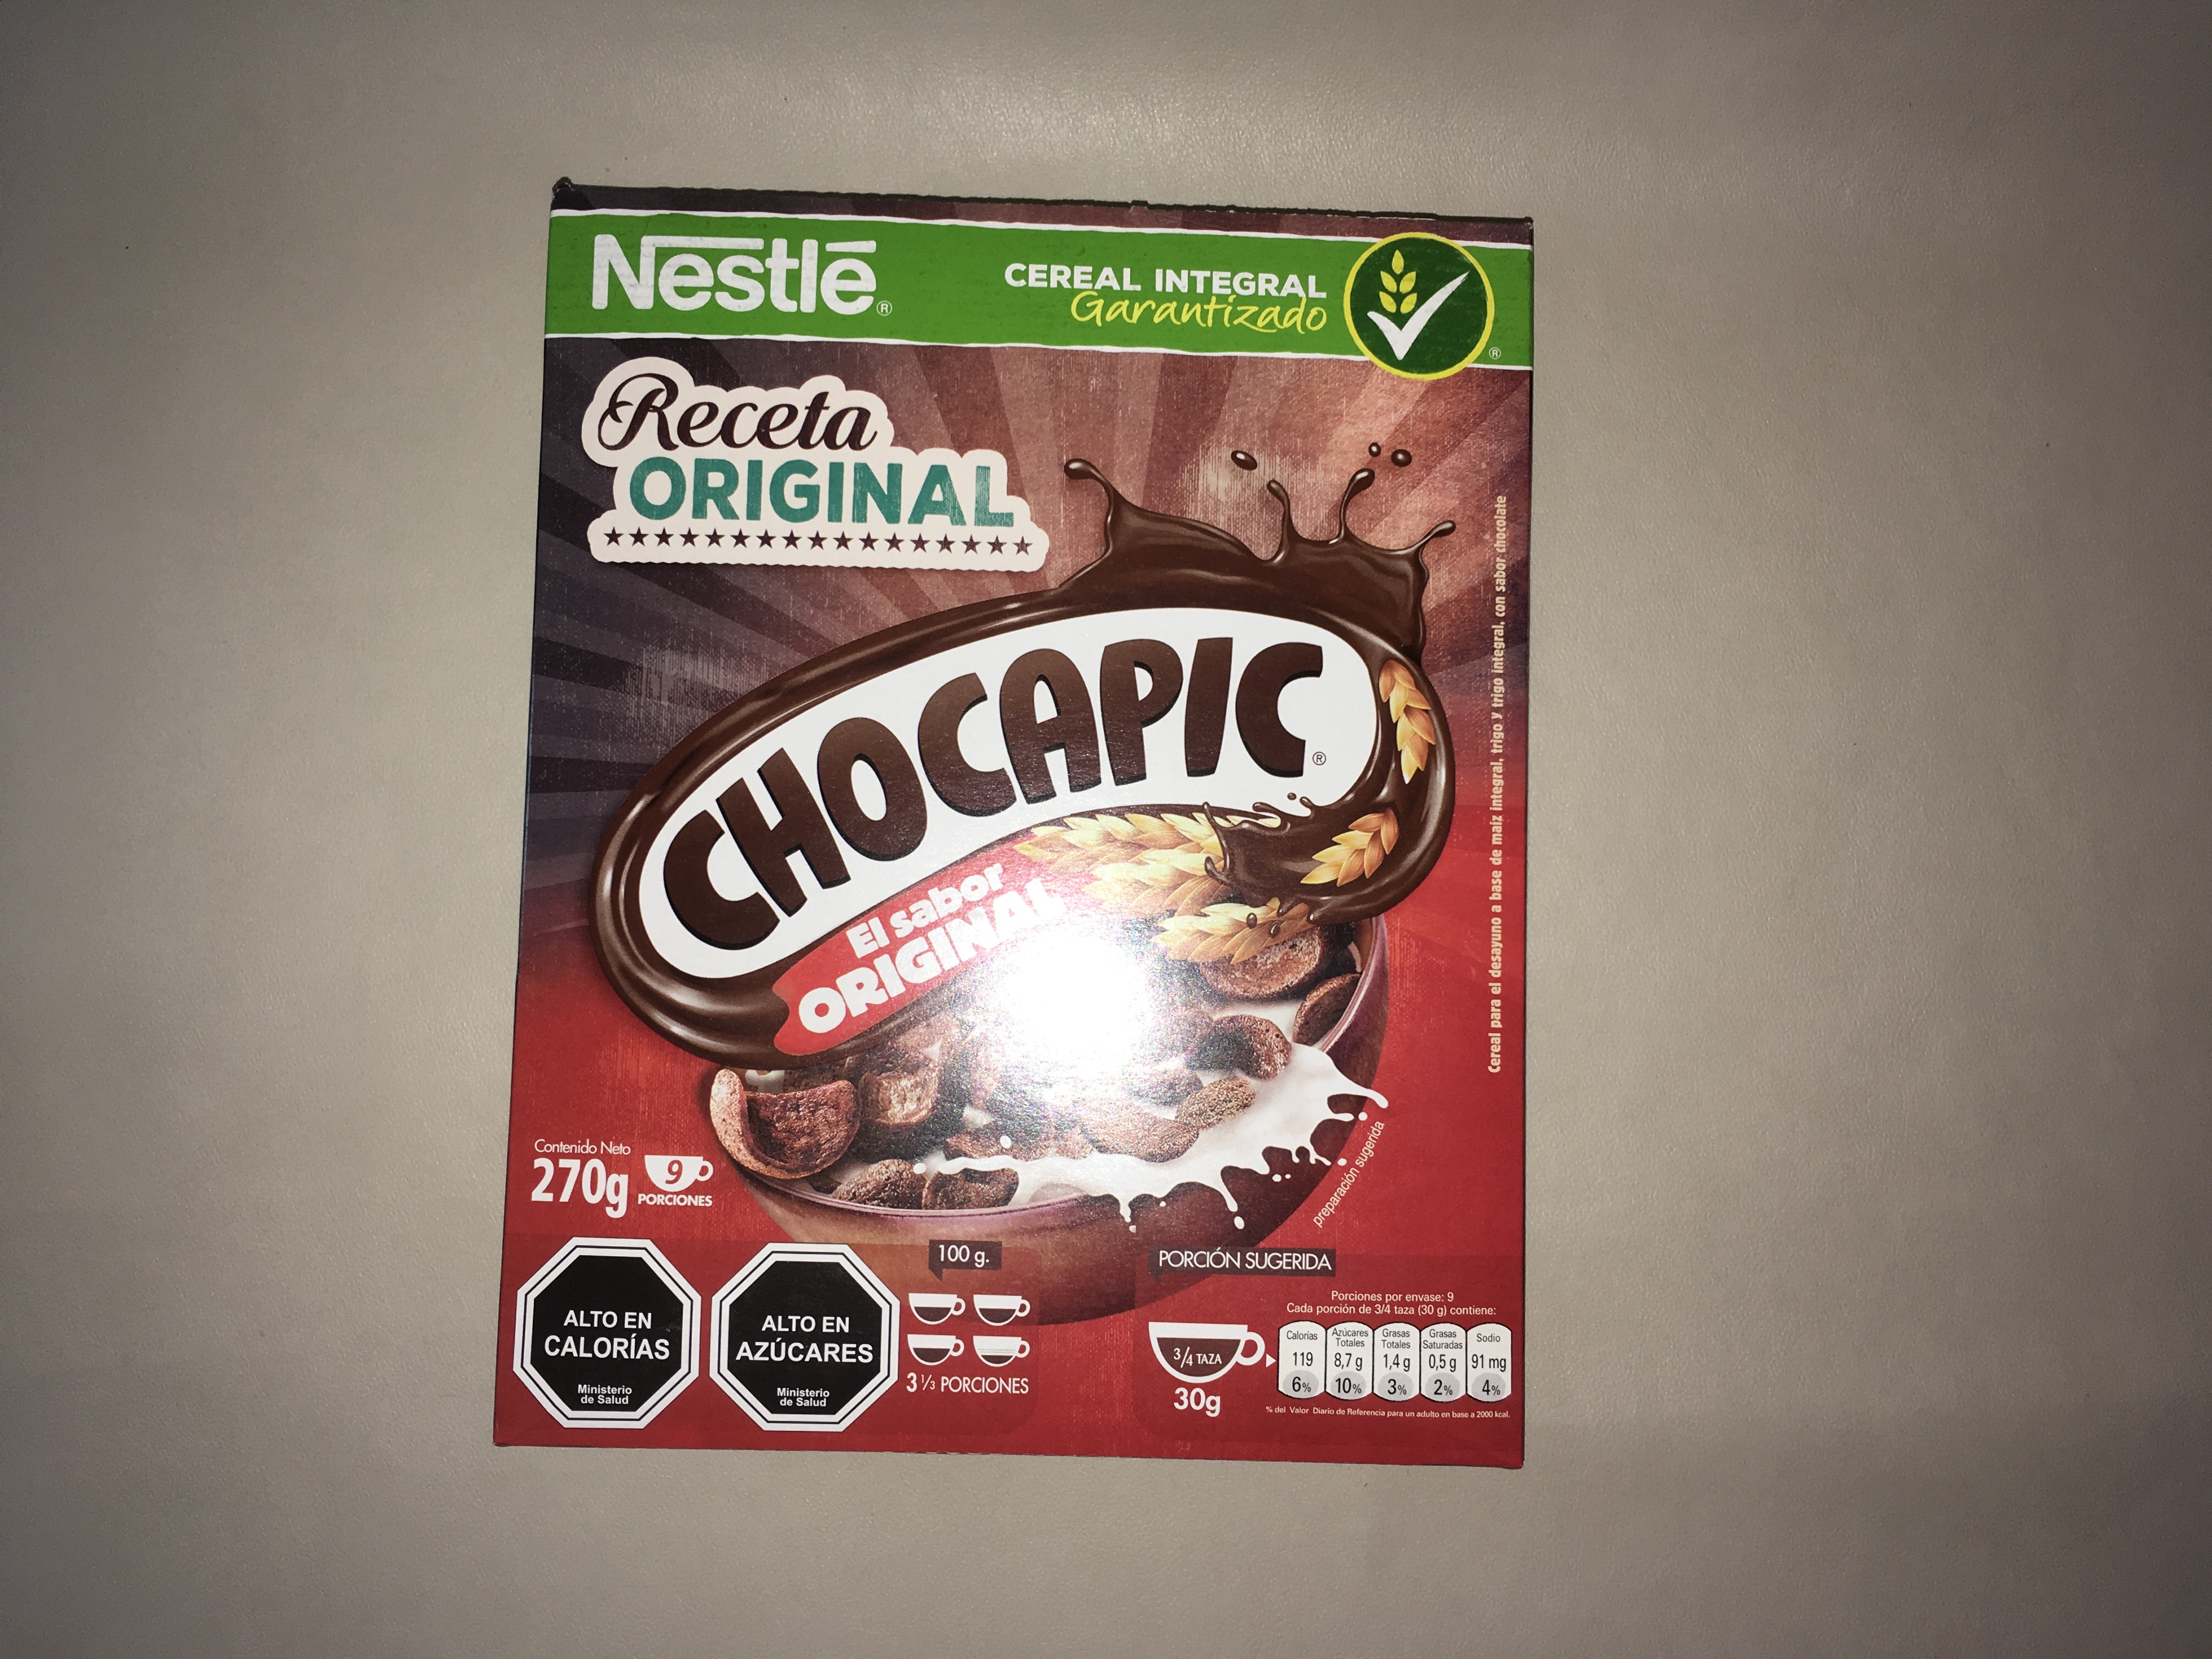 Nestlé®
CEREAL INTEGRAL
Garantizado
®
Receta
ORIGINAL
CHOCAPIC®
El sabor
ORIGINAL
Cereal para el desayuno a base de maíz integral, trigo y trigo integral, con sabor chocolate
preparación sugerida
Contenido Neto
270g
9
PORCIONES
ALTO EN
CALORÍAS
Ministerio
de Salud
ALTO EN
AZÚCARES
Ministerio
de Salud
100 g.
3 1/3 PORCIONES
PORCIÓN SUGERIDA
3/4 TAZA
30g
Porciones por envase: 9
Cada porción de 3/4 taza (30 g) contiene:
Calorías Azúcares Totales Grasas Totales Grasas Saturadas Sodio
119 8,7 g 1,4 g 0,5 g 91 mg
6% 10% 3% 2% 4%
% del Valor Diario de Referencia para un adulto en base a 2000 kcal.